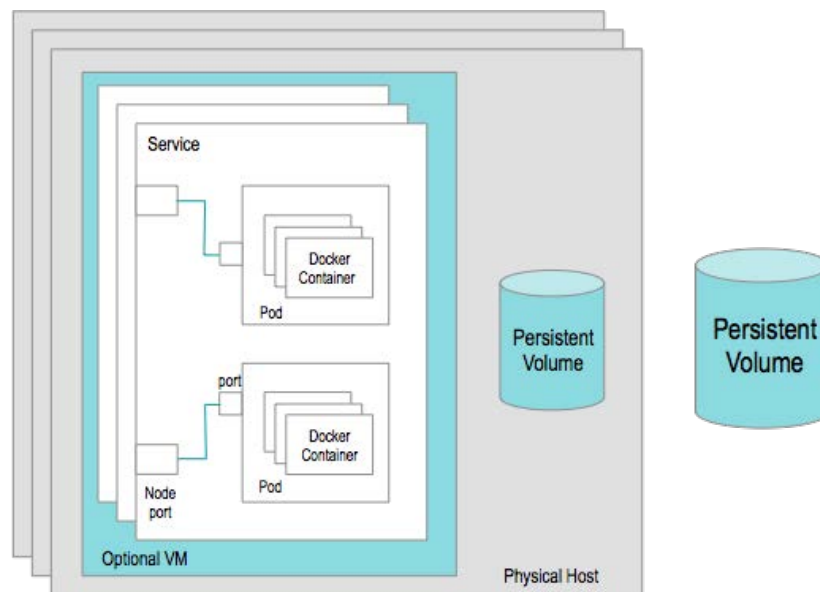 Service
Docker
Container
Pod
port
Docker
Container
Pod
Node
port
Optional VM
Persistent
Volume
Physical Host
Persistent
Volume